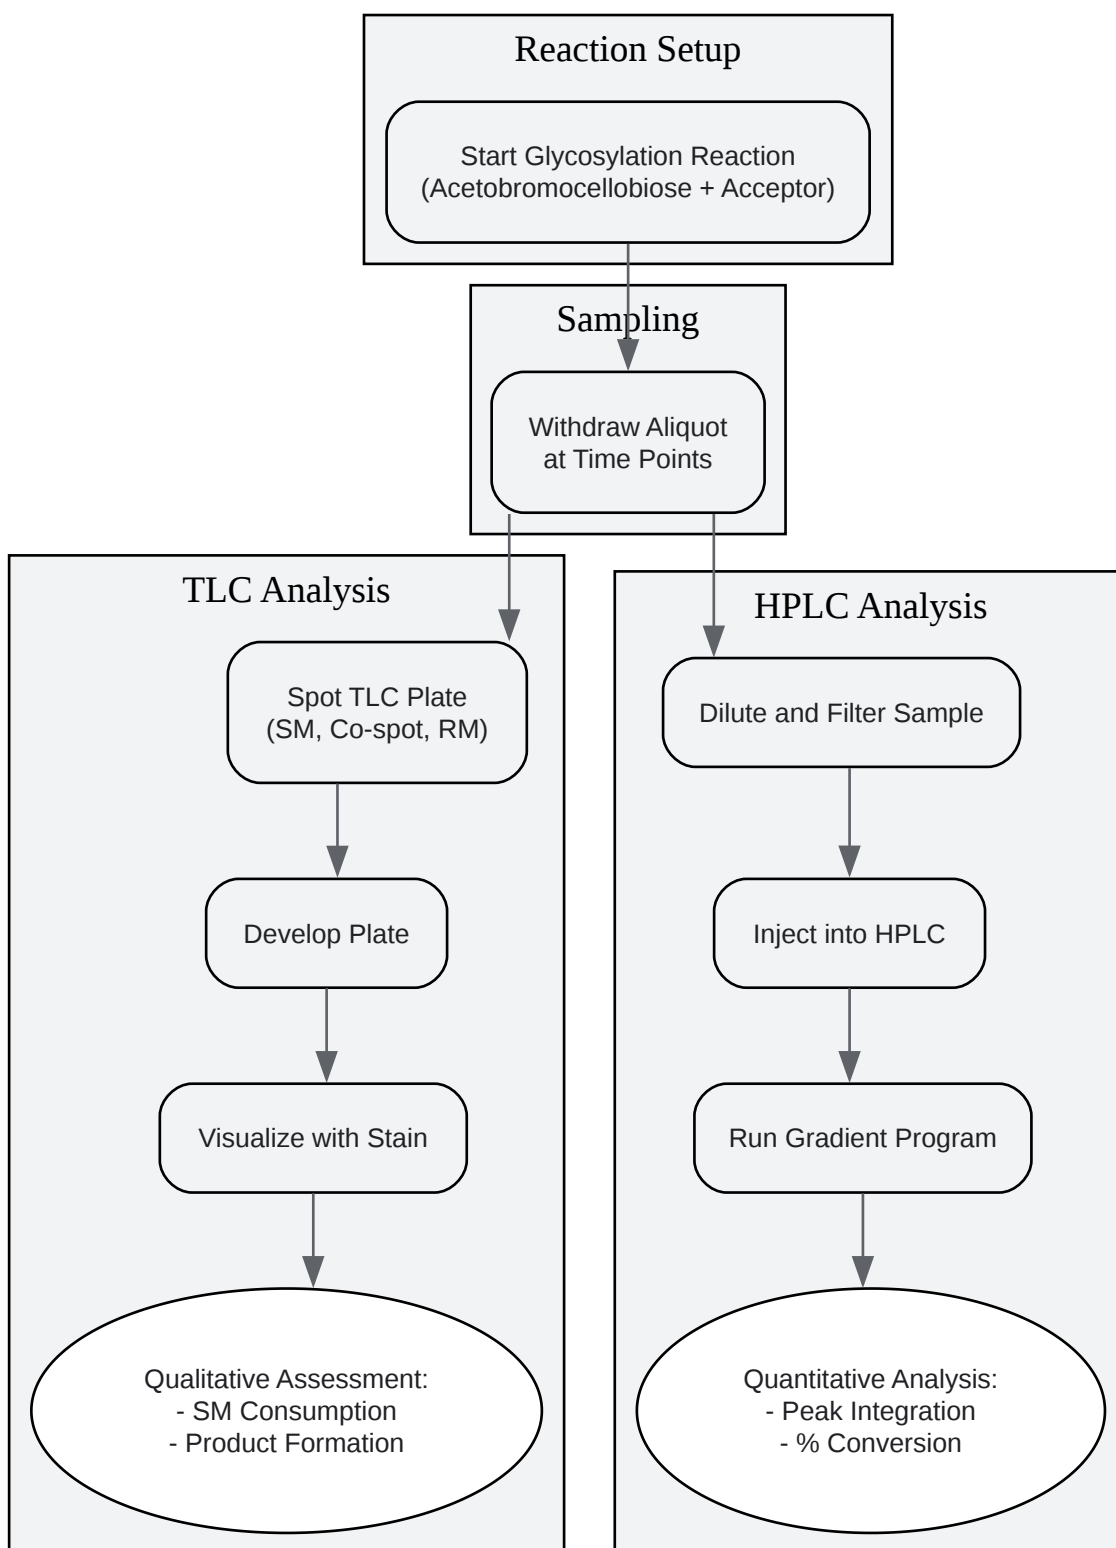 Reaction Setup
Start Glycosylation Reaction
(Acetobromocellobiose + Acceptor)
Sampling
Withdraw Aliquot
at Time Points
TLC Analysis
Spot TLC Plate
(SM, Co-spot, RM)
Develop Plate
Visualize with Stain
Qualitative Assessment:
- SM Consumption
- Product Formation
HPLC Analysis
Dilute and Filter Sample
Inject into HPLC
Run Gradient Program
Quantitative Analysis:
- Peak Integration
- % Conversion